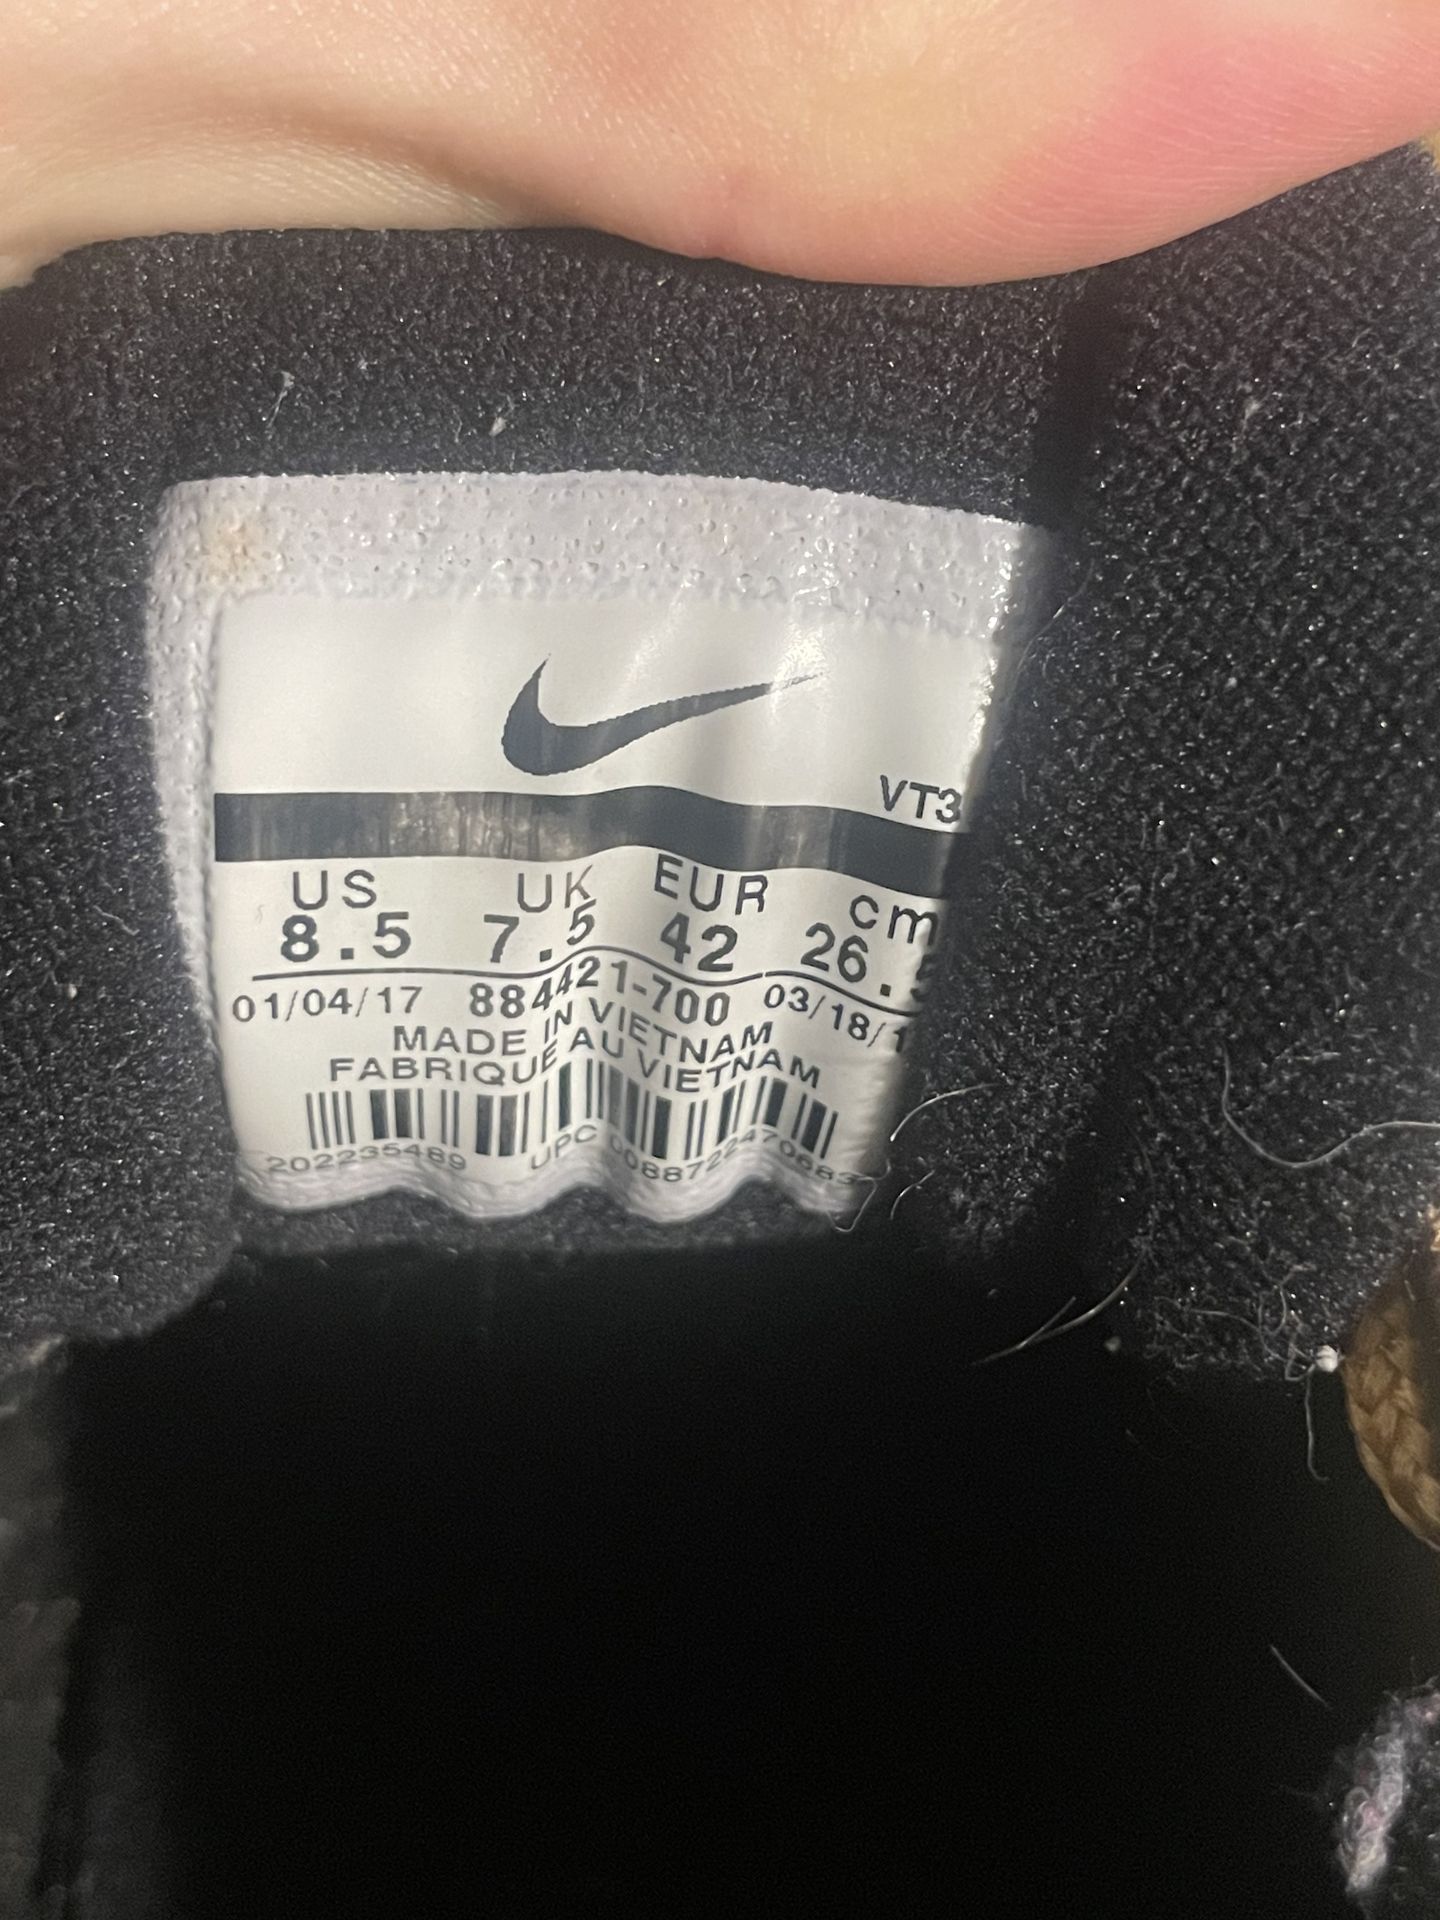 VT3
US UK EUR cm
8.5 7.5 42 26.5
01/04/17 884421-700 03/18/1
MADE IN VIETNAM
FABRIQUE AU VIETNAM
202235489 UPC